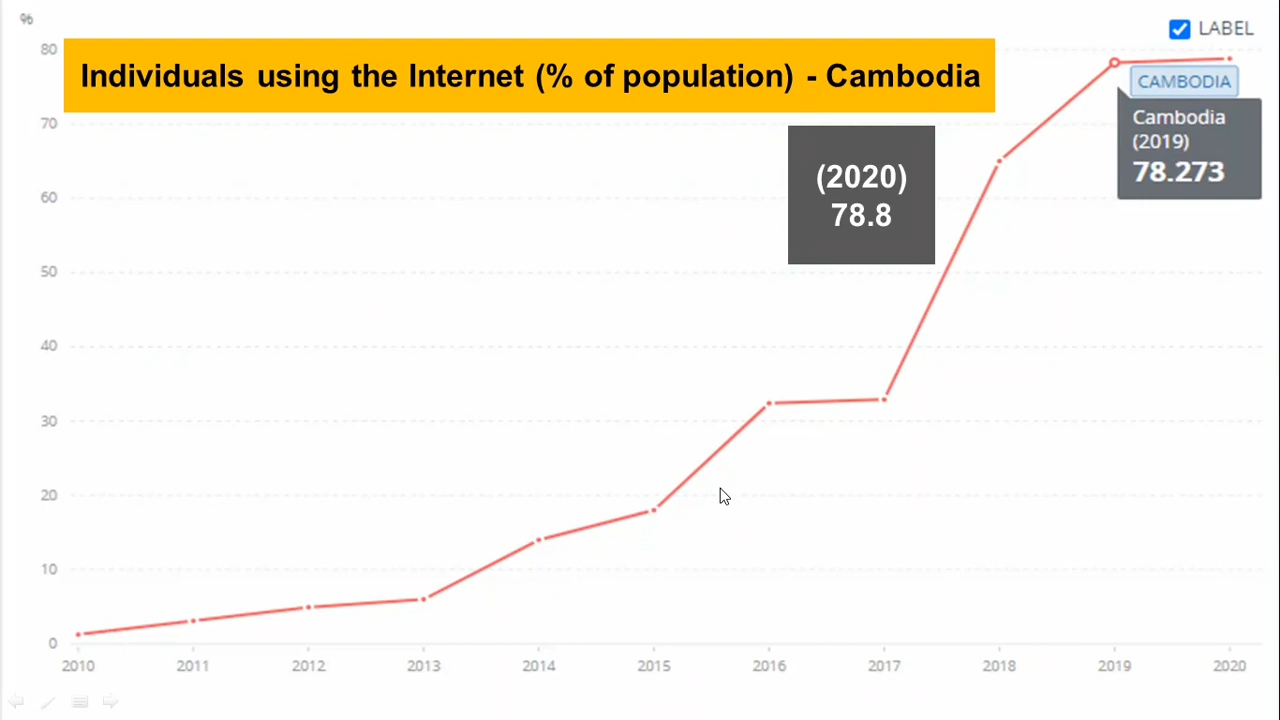 %
LABEL
Individuals using the Internet (% of population) - Cambodia
80
70
60
50
40
30
20
10
0
CAMBODIA
Cambodia
(2019)
78.273
(2020)
78.8
2010 2011 2012 2013 2014 2015 2016 2017 2018 2019 2020